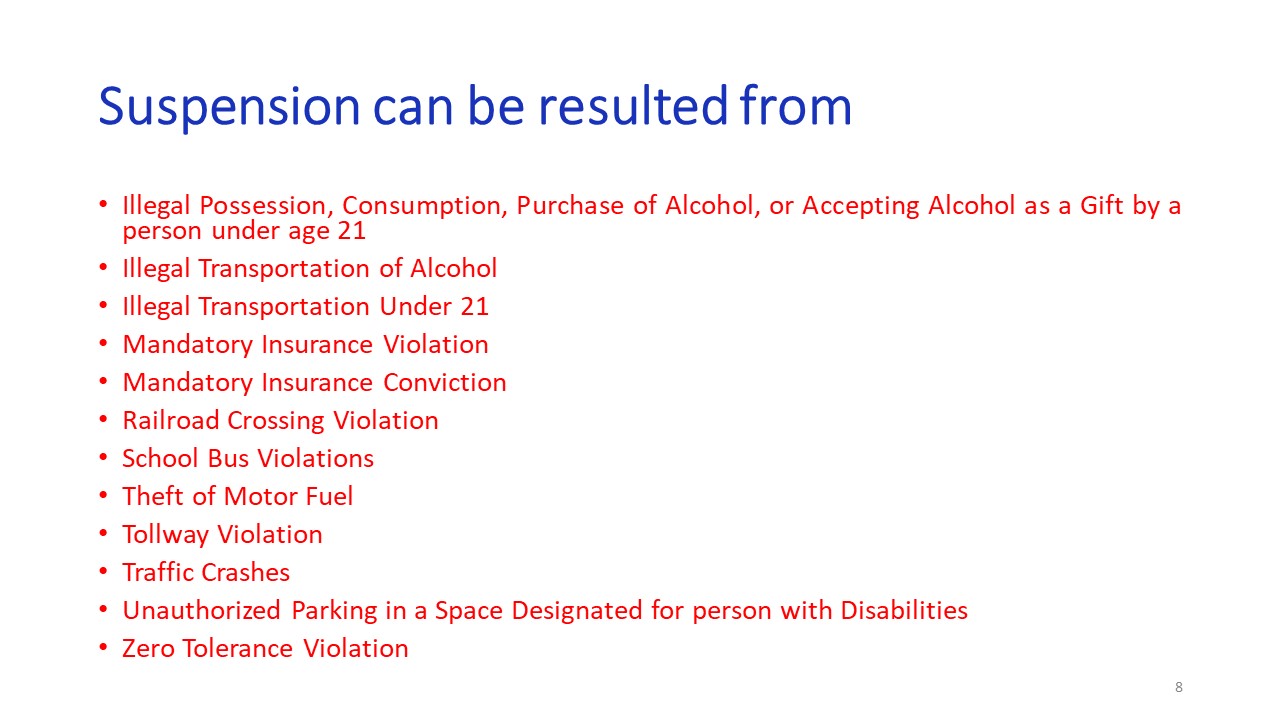 Suspension can be resulted from
• Illegal Possession, Consumption, Purchase of Alcohol, or Accepting Alcohol as a Gift by a
person under age 21
• Illegal Transportation of Alcohol
• Illegal Transportation Under 21
• Mandatory Insurance Violation
• Mandatory Insurance Conviction
• Railroad Crossing Violation
• School Bus Violations
• Theft of Motor Fuel
• Tollway Violation
• Traffic Crashes
• Unauthorized Parking in a Space Designated for person with Disabilities
• Zero Tolerance Violation
8